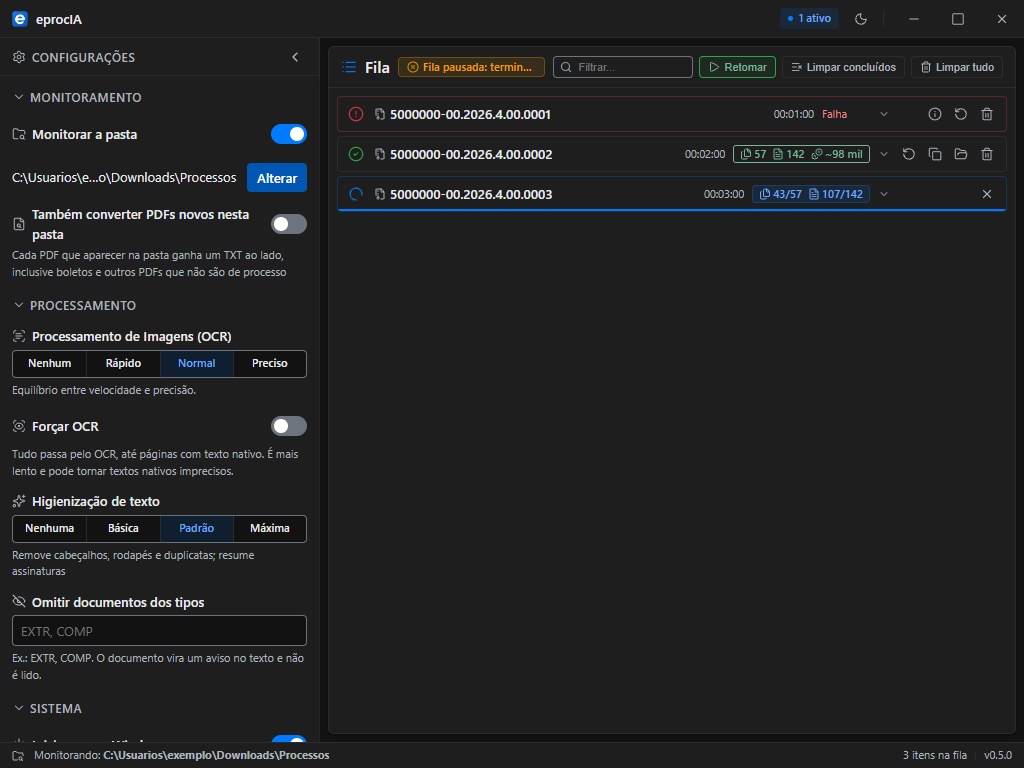 eprocIA
1 ativo
CONFIGURAÇÕES
MONITORAMENTO
Monitorar a pasta
C:\Usuarios\e...o\Downloads\Processos
Alterar
Também converter PDFs novos nesta
pasta
Cada PDF que aparecer na pasta ganha um TXT ao lado,
inclusive boletos e outros PDFs que não são de processo
PROCESSAMENTO
Processamento de Imagens (OCR)
Nenhum Rápido Normal Preciso
Equilíbrio entre velocidade e precisão.
Forçar OCR
Tudo passa pelo OCR, até páginas com texto nativo. É mais
lento e pode tornar textos nativos imprecisos.
Higienização de texto
Nenhuma Básica Padrão Máxima
Remove cabeçalhos, rodapés e duplicatas; resume
assinaturas
Omitir documentos dos tipos
EXTR, COMP
Ex.: EXTR, COMP. O documento vira um aviso no texto e não
é lido.
SISTEMA
Fila Fila pausada: termin... Filtrar... Retomar Limpar concluídos Limpar tudo
5000000-00.2026.4.00.0001 00:01:00 Falha
5000000-00.2026.4.00.0002 00:02:00 57 142 ~98 mil
5000000-00.2026.4.00.0003 00:03:00 43/57 107/142
Monitorando: C:\Usuarios\exemplo\Downloads\Processos
3 itens na fila v0.5.0